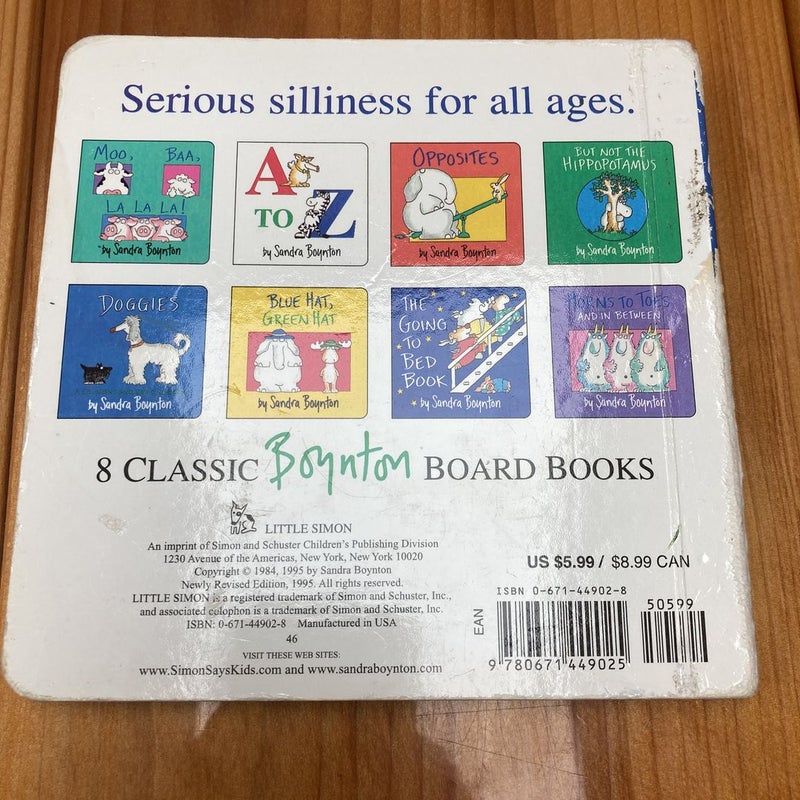 Serious silliness for all ages.
MOO, BAA,
LA LA LA!
by Sandra Boynton
A
TO
Z
by Sandra Boynton
OPPOSITES
by Sandra Boynton
BUT NOT THE
HIPPOPOTAMUS
by Sandra Boynton
DOGGIES
by Sandra Boynton
BLUE HAT,
GREEN HAT
by Sandra Boynton
THE
GOING
TO
BED
BOOK
by Sandra Boynton
HORNS TO TOES
AND IN BETWEEN
by Sandra Boynton
8 CLASSIC Boynton BOARD BOOKS
LITTLE SIMON
An imprint of Simon and Schuster Children's Publishing Division
1230 Avenue of the Americas, New York, New York 10020
Copyright © 1984, 1995 by Sandra Boynton
Newly Revised Edition, 1995. All rights reserved.
LITTLE SIMON is a registered trademark of Simon and Schuster, Inc.,
and associated colophon is a trademark of Simon and Schuster, Inc.
ISBN: 0-671-44902-8 Manufactured in USA
46
VISIT THESE WEB SITES:
www.SimonSaysKids.com and www.sandraboynton.com
US $5.99 / $8.99 CAN
ISBN 0-671-44902-8
50599
EAN
9 780671 449025